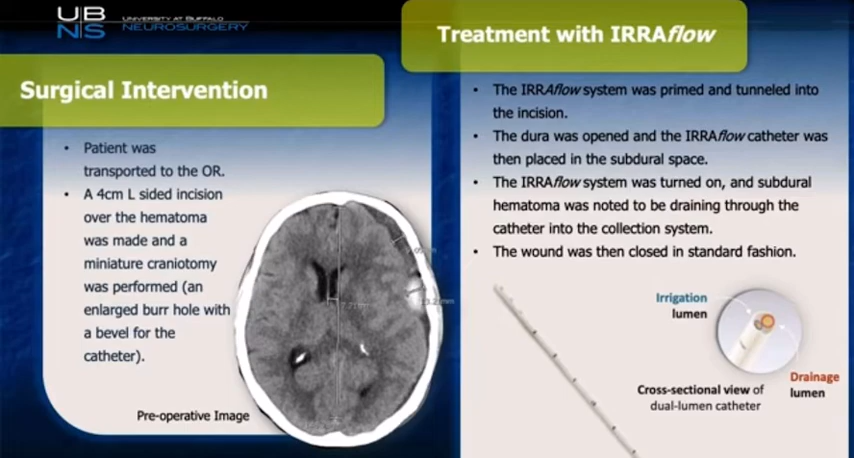 UB
NS
UNIVERSITY AT BUFFALO
NEUROSURGERY
Surgical Intervention
• Patient was
transported to the OR.
• A 4cm L sided incision
over the hematoma
was made and a
miniature craniotomy
was performed (an
enlarged burr hole with
a bevel for the
catheter).
Pre-operative Image
Treatment with IRRAflow
• The IRRAflow system was primed and tunneled into
the incision.
• The dura was opened and the IRRAflow catheter was
then placed in the subdural space.
• The IRRAflow system was turned on, and subdural
hematoma was noted to be draining through the
catheter into the collection system.
• The wound was then closed in standard fashion.
Irrigation
lumen
Drainage
lumen
Cross-sectional view of
dual-lumen catheter